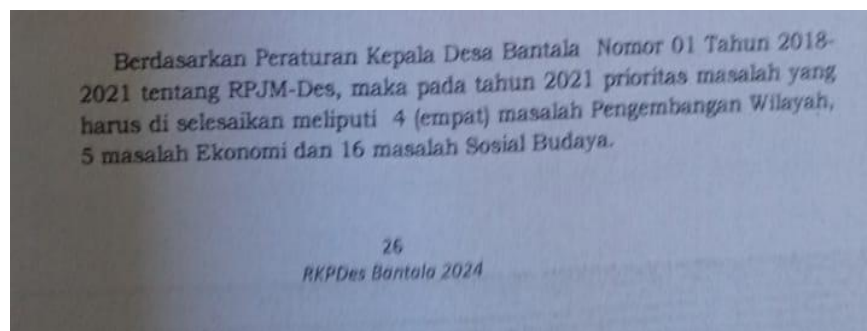 Berdasarkan Peraturan Kepala Desa Bantala Nomor 01 Tahun 2018-
2021 tentang RPJM-Des, maka pada tahun 2021 prioritas masalah yang
harus di selesaikan meliputi 4 (empat) masalah Pengembangan Wilayah,
5 masalah Ekonomi dan 16 masalah Sosial Budaya.
26
RKPDes Bantala 2024